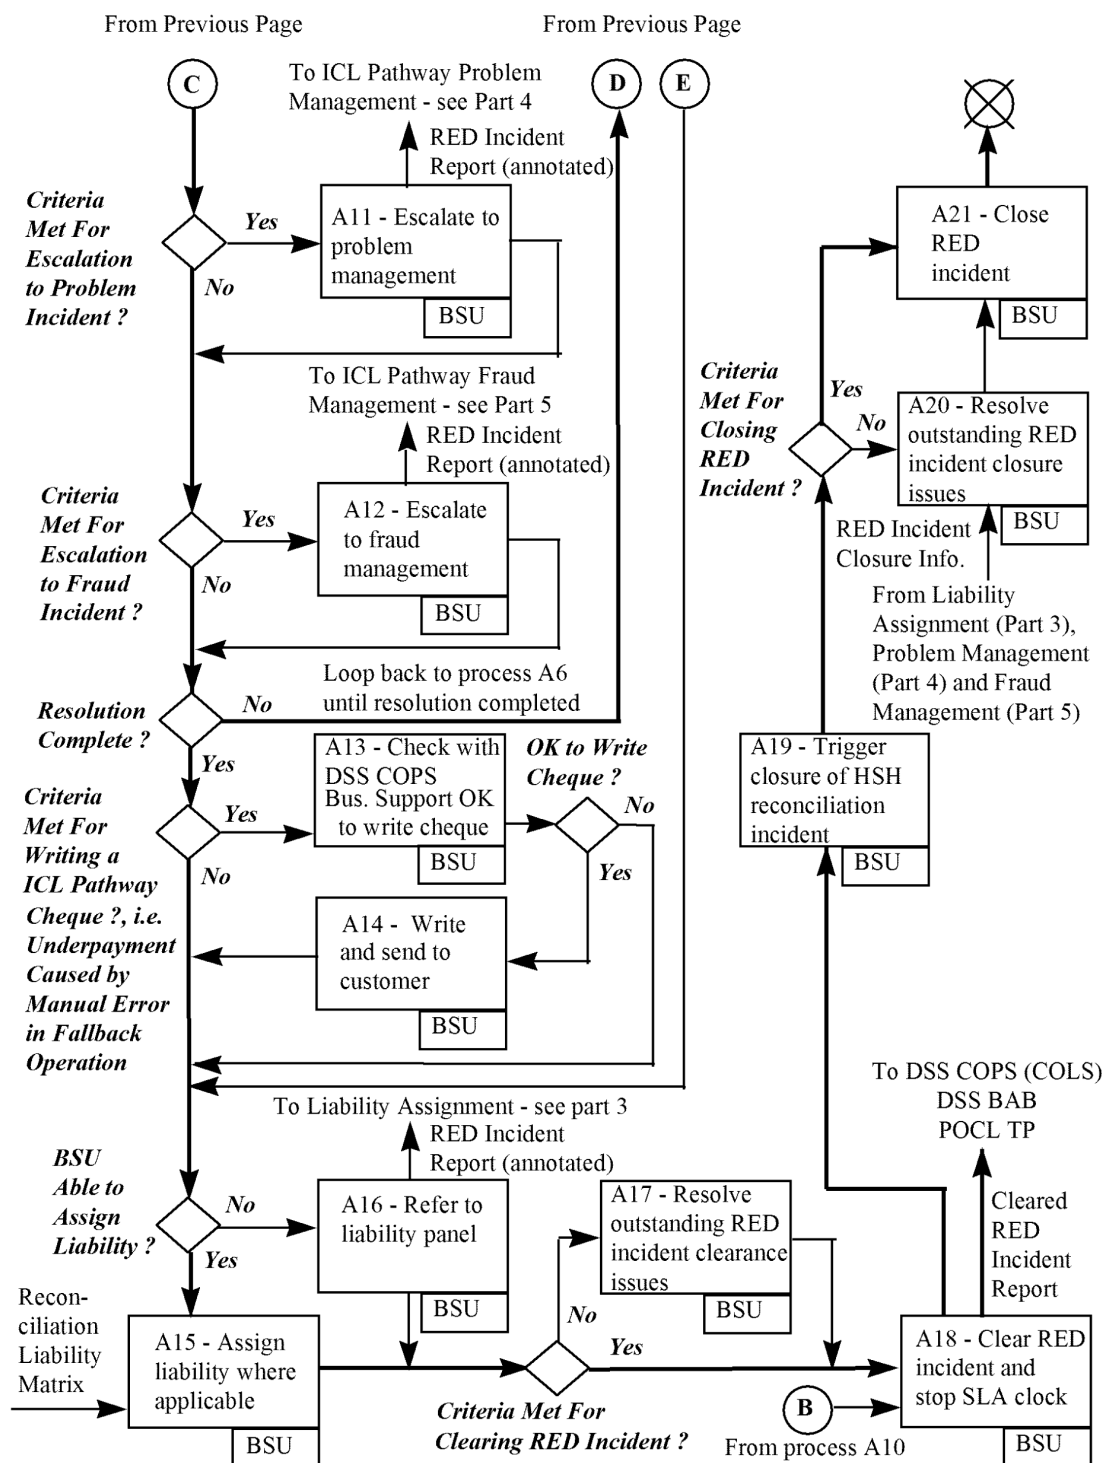 From Previous Page
From Previous Page
C
To ICL Pathway Problem
Management - see Part 4
D
E
RED Incident
Report (annotated)
Criteria
Met For
Escalation
to Problem
Incident ?
Yes
No
A11 - Escalate to
problem
management
BSU
To ICL Pathway Fraud
Management - see Part 5
RED Incident
Report (annotated)
Criteria
Met For
Escalation
to Fraud
Incident ?
Yes
No
A12 - Escalate
to fraud
management
BSU
Loop back to process A6
until resolution completed
Resolution
Complete ?
No
Yes
Criteria
Met For
Writing a
ICL Pathway
Cheque ?, i.e.
Underpayment
Caused by
Manual Error
in Fallback
Operation
Yes
No
A13 - Check with
DSS COPS
Bus. Support OK
to write cheque
BSU
OK to Write
Cheque ?
No
Yes
A14 - Write
and send to
customer
BSU
To Liability Assignment - see part 3
RED Incident
Report (annotated)
BSU
Able to
Assign
Liability ?
No
Yes
A16 - Refer to
liability panel
BSU
Recon-
ciliation
Liability
Matrix
A15 - Assign
liability where
applicable
BSU
A17 - Resolve
outstanding RED
incident clearance
issues
BSU
No
Yes
Criteria Met For
Clearing RED Incident ?
B
From process A10
A18 - Clear RED
incident and
stop SLA clock
BSU
To DSS COPS (COLS)
DSS BAB
POCL TP
Cleared
RED
Incident
Report
A19 - Trigger
closure of HSH
reconciliation
incident
BSU
Criteria
Met For
Closing
RED
Incident ?
Yes
No
A20 - Resolve
outstanding RED
incident closure
issues
BSU
RED Incident
Closure Info.
From Liability
Assignment (Part 3),
Problem Management
(Part 4) and Fraud
Management (Part 5)
A21 - Close
RED
incident
BSU